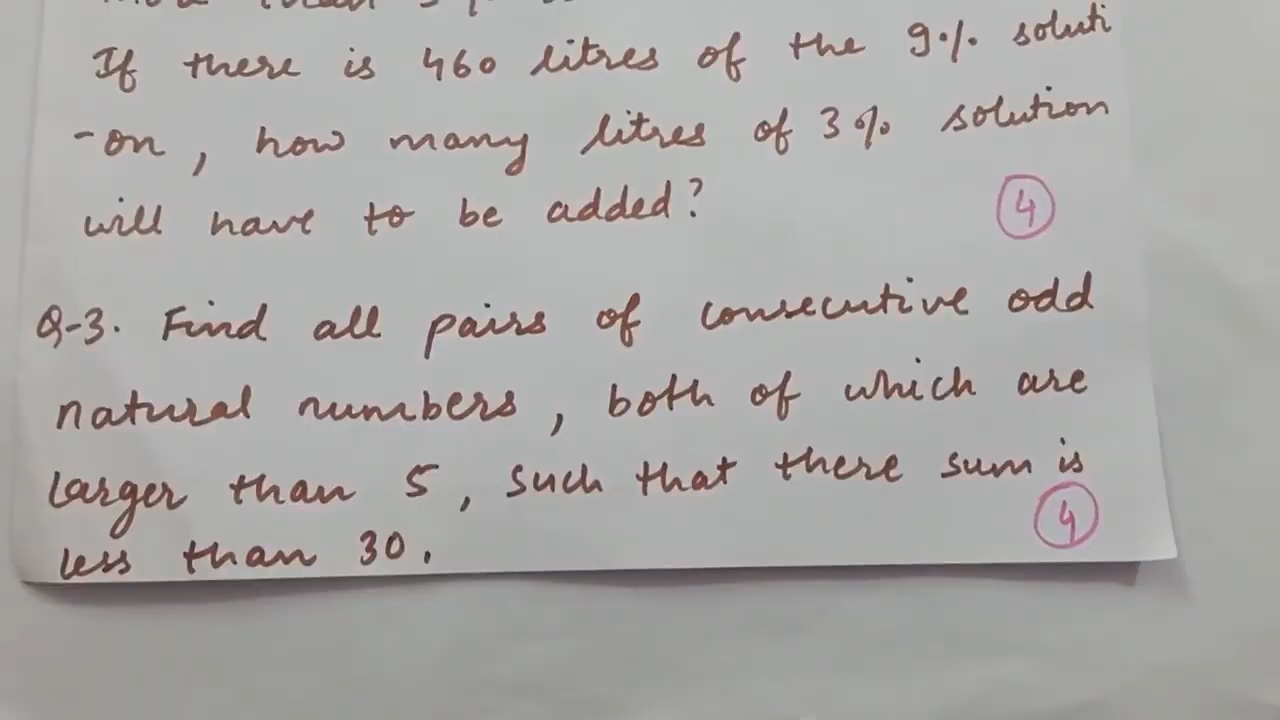 If there is 460 litres of the 9% soluti
-on, how many litres of 3% solution
will have to be added?
4
Q-3. Find all pairs of consecutive odd
natural numbers, both of which are
larger than 5, such that there sum is
less than 30.
4